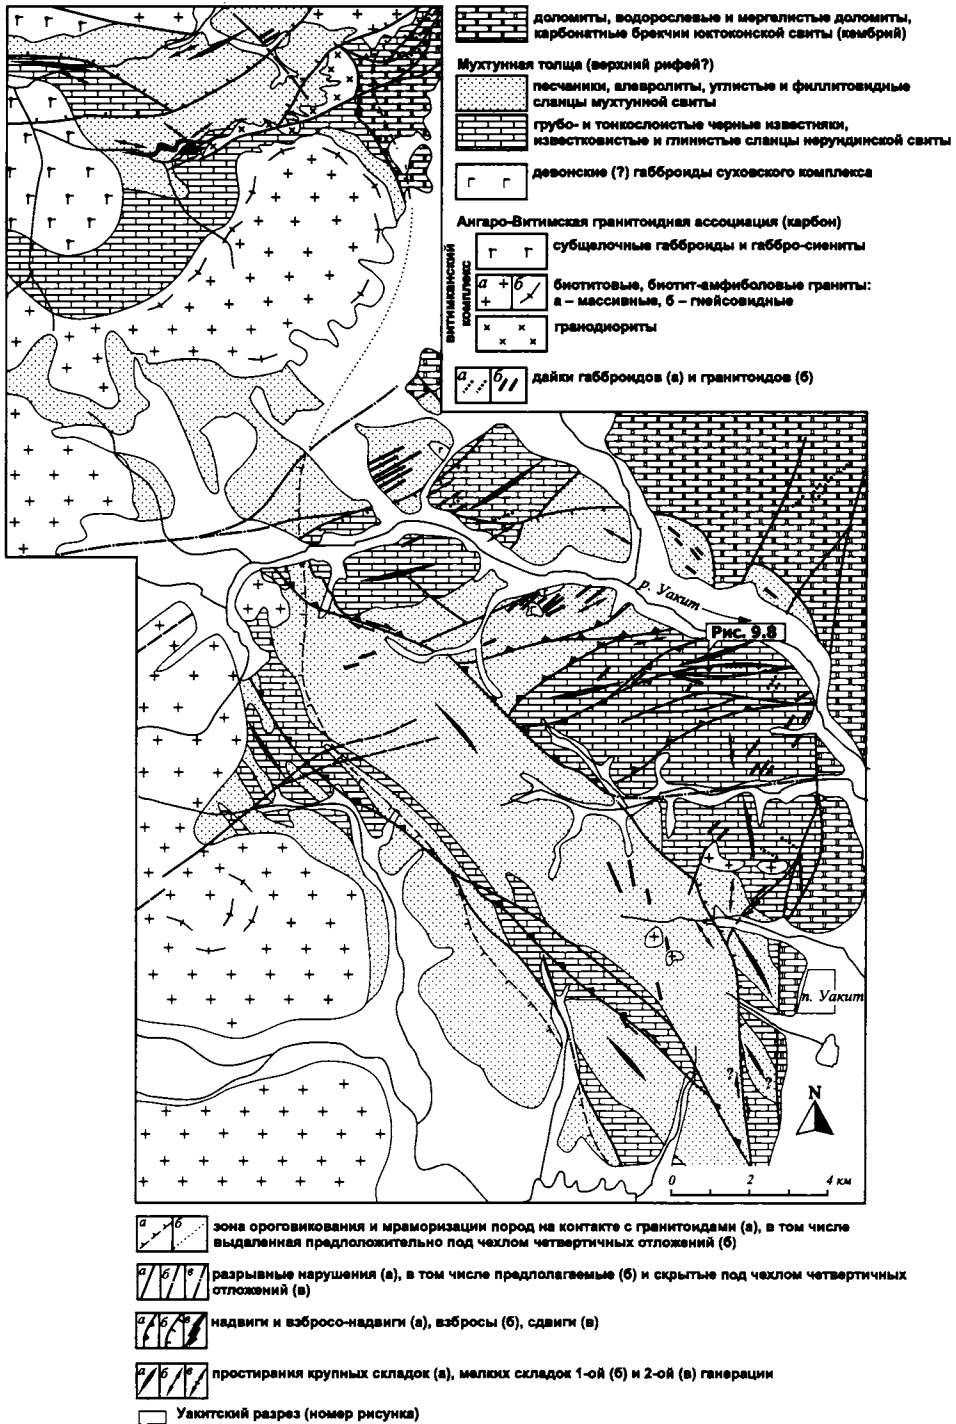 доломиты, водорослевые и мергелистые доломиты,
карбонатные брекчии юктоконской свиты (кембрий)
Мухтунная толща (верхний рифей?)
песчаники, алевролиты, углистые и филлитовидные
сланцы мухтунной свиты
грубо- и тонкослоистые черные известняки,
известковистые и глинистые сланцы нерундинской свиты
девонские (?) габброиды суховского комплекса
Ангаро-Витимская гранитоидная ассоциация (карбон)
витимканский
комплекс
субщелочные габброиды и габбро-сиениты
а б
биотитовые, биотит-амфиболовые граниты:
а – массивные, б – гнейсовидные
гранодиориты
а б
дайки габброидов (а) и гранитоидов (б)
р. Уакит
Рис. 9.8
п. Уакит
?
?
N
0 2 4 км
а б
зона ороговикования и мраморизации пород на контакте с гранитоидами (а), в том числе
выдаленная предположительно под чехлом четвертичных отложений (б)
а б в
разрывные нарушения (а), в том числе предполагаемые (б) и скрытые под чехлом четвертичных
отложений (в)
а б в
надвиги и взбросо-надвиги (а), взбросы (б), сдвиги (в)
а б в
простирания крупных складок (а), мелких складок 1-ой (б) и 2-ой (в) ганерации
Уакитский разрез (номер рисунка)